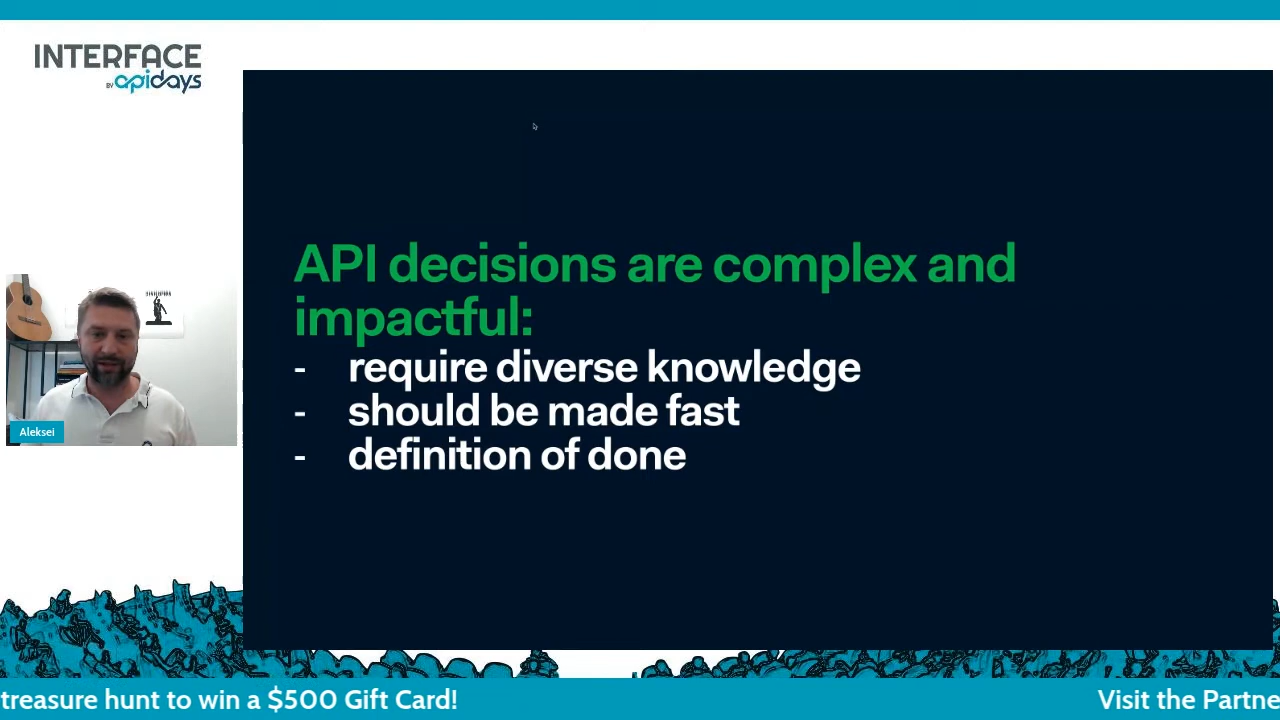 INTERFACE
BY apidays
API decisions are complex and
impactful:
- require diverse knowledge
- should be made fast
- definition of done
Aleksei
treasure hunt to win a $500 Gift Card!
Visit the Partne